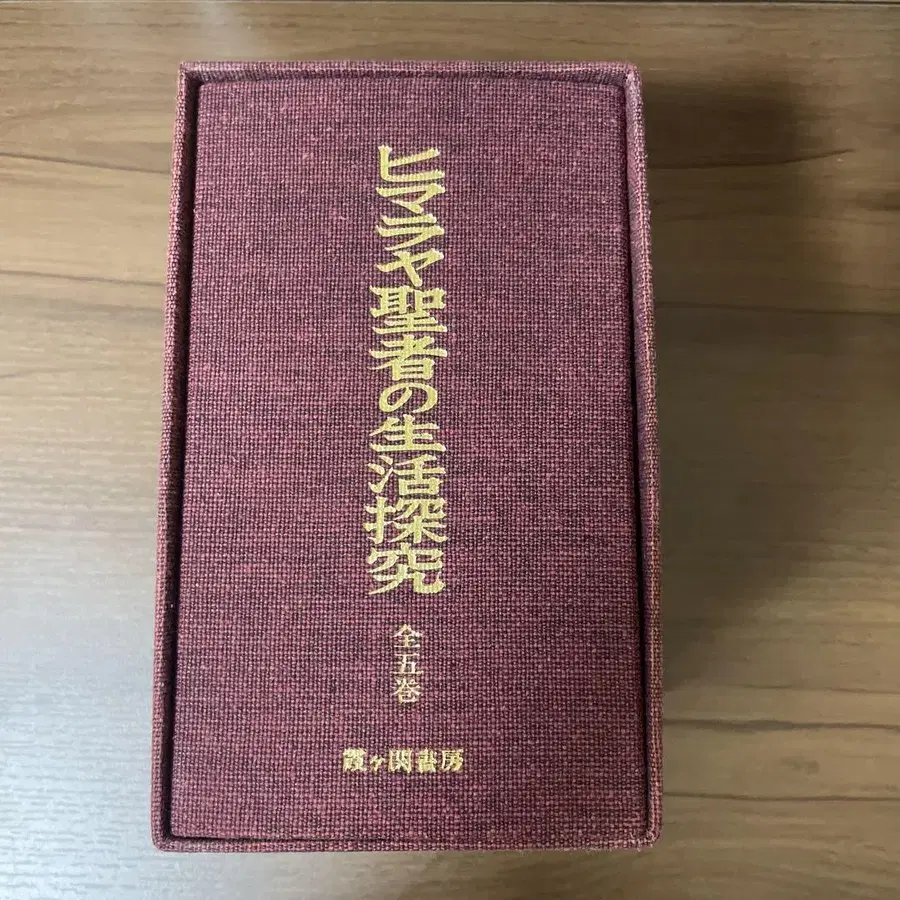 ヒマラヤ聖者の生活探究
全五巻
霞ヶ関書房